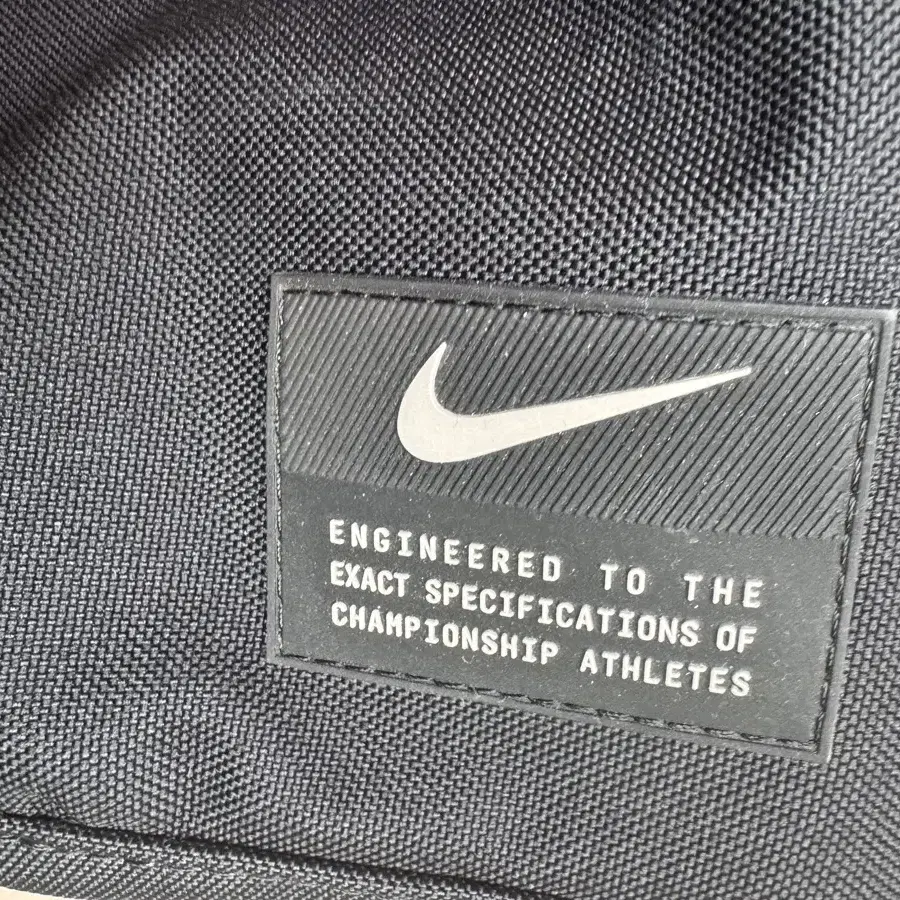 ENGINEERED TO THE
EXACT SPECIFICATIONS OF
CHAMPIONSHIP ATHLETES